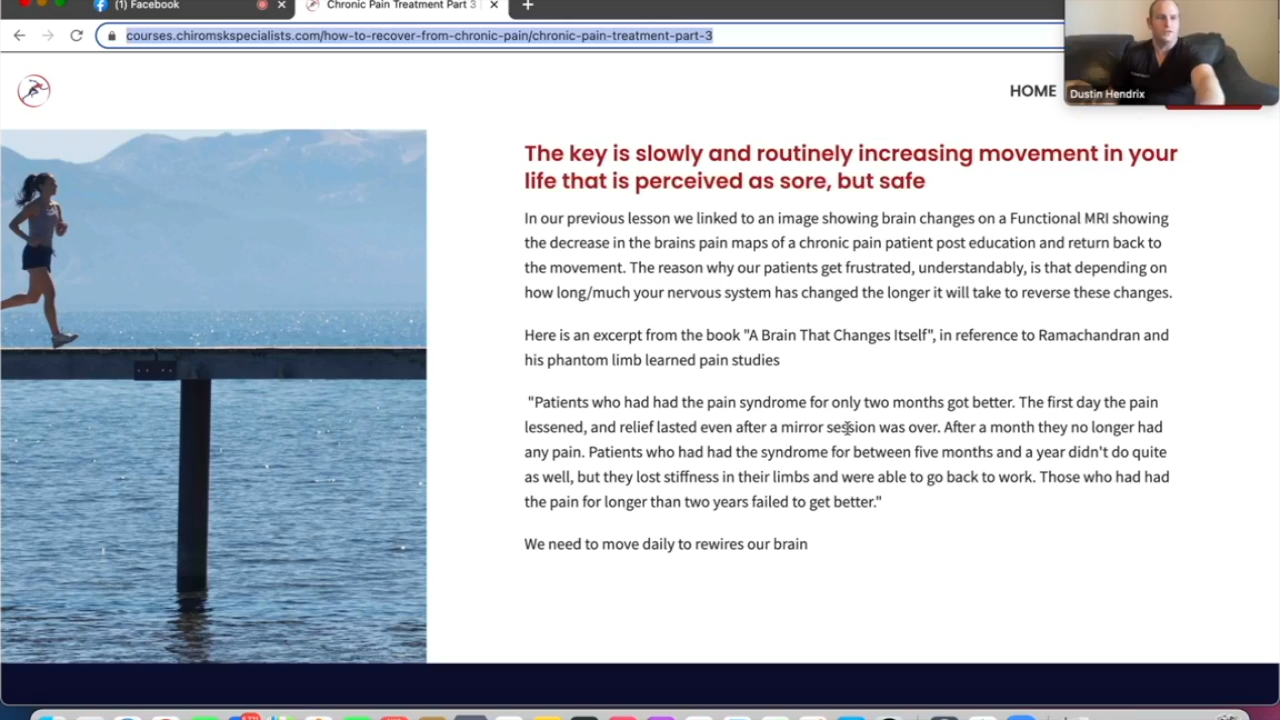 (1) Facebook
Chronic Pain Treatment Part 3
courses.chiromskspecialists.com/how-to-recover-from-chronic-pain/chronic-pain-treatment-part-3
Dustin Hendrix
HOME
The key is slowly and routinely increasing movement in your
life that is perceived as sore, but safe
In our previous lesson we linked to an image showing brain changes on a Functional MRI showing
the decrease in the brains pain maps of a chronic pain patient post education and return back to
the movement. The reason why our patients get frustrated, understandably, is that depending on
how long/much your nervous system has changed the longer it will take to reverse these changes.
Here is an excerpt from the book "A Brain That Changes Itself", in reference to Ramachandran and
his phantom limb learned pain studies
"Patients who had had the pain syndrome for only two months got better. The first day the pain
lessened, and relief lasted even after a mirror session was over. After a month they no longer had
any pain. Patients who had had the syndrome for between five months and a year didn't do quite
as well, but they lost stiffness in their limbs and were able to go back to work. Those who had had
the pain for longer than two years failed to get better."
We need to move daily to rewires our brain